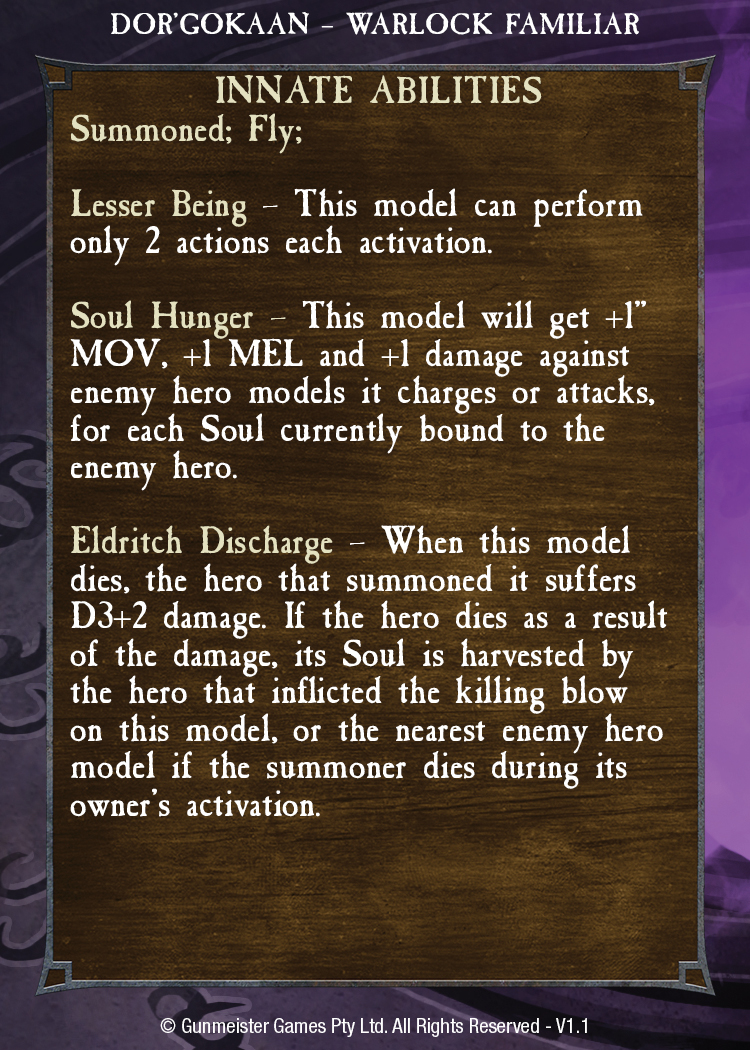 DOR'GOKAAN – WARLOCK FAMILIAR
INNATE ABILITIES
Summoned; Fly;
Lesser Being – This model can perform
only 2 actions each activation.
Soul Hunger – This model will get +1”
MOV, +1 MEL and +1 damage against
enemy hero models it charges or attacks,
for each Soul currently bound to the
enemy hero.
Eldritch Discharge – When this model
dies, the hero that summoned it suffers
D3+2 damage. If the hero dies as a result
of the damage, its Soul is harvested by
the hero that inflicted the killing blow
on this model, or the nearest enemy hero
model if the summoner dies during its
owner's activation.
© Gunmeister Games Pty Ltd. All Rights Reserved - V1.1